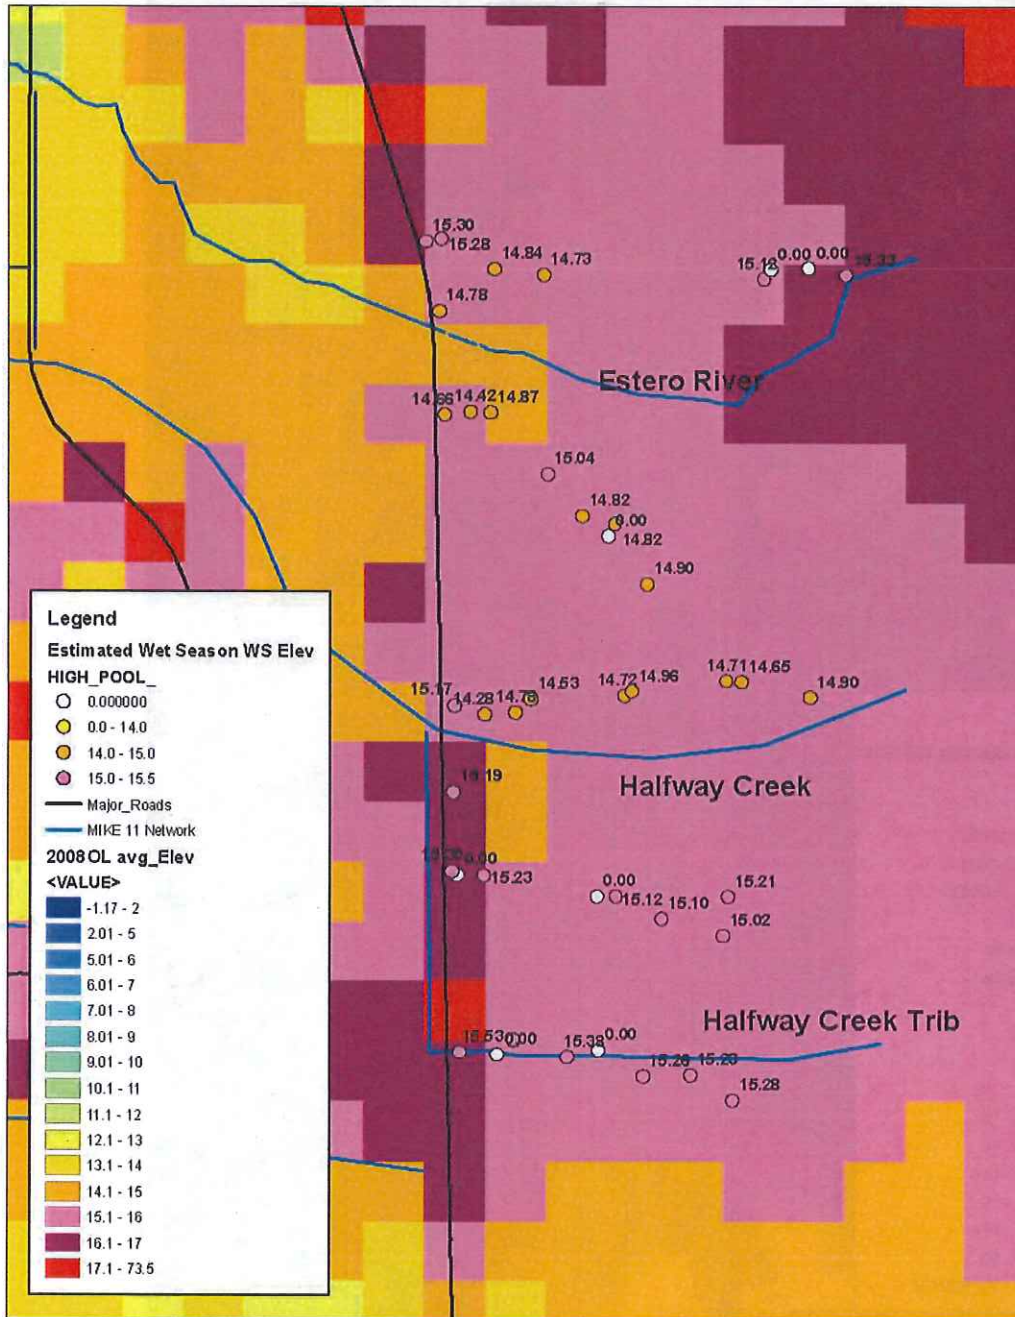 15.30
15.28
14.84
14.73
0.00
0.00
15.12
15.33
14.78
Estero River
14.66
14.42
14.87
15.04
14.82
0.00
14.82
14.90
Legend
Estimated Wet Season WS Elev
HIGH_POOL_
0.000000
0.0 - 14.0
14.0 - 15.0
15.0 - 15.5
Major_Roads
MIKE 11 Network
2008OL avg_Elev
<VALUE>
-1.17 - 2
2.01 - 5
5.01 - 6
6.01 - 7
7.01 - 8
8.01 - 9
9.01 - 10
10.1 - 11
11.1 - 12
12.1 - 13
13.1 - 14
14.1 - 15
15.1 - 16
16.1 - 17
17.1 - 73.5
15.17
14.28
14.53
14.72
14.96
14.71
14.65
14.90
Halfway Creek
15.19
0.00
15.23
0.00
15.12
15.10
15.21
15.02
Halfway Creek Trib
15.53
0.00
15.38
0.00
15.28